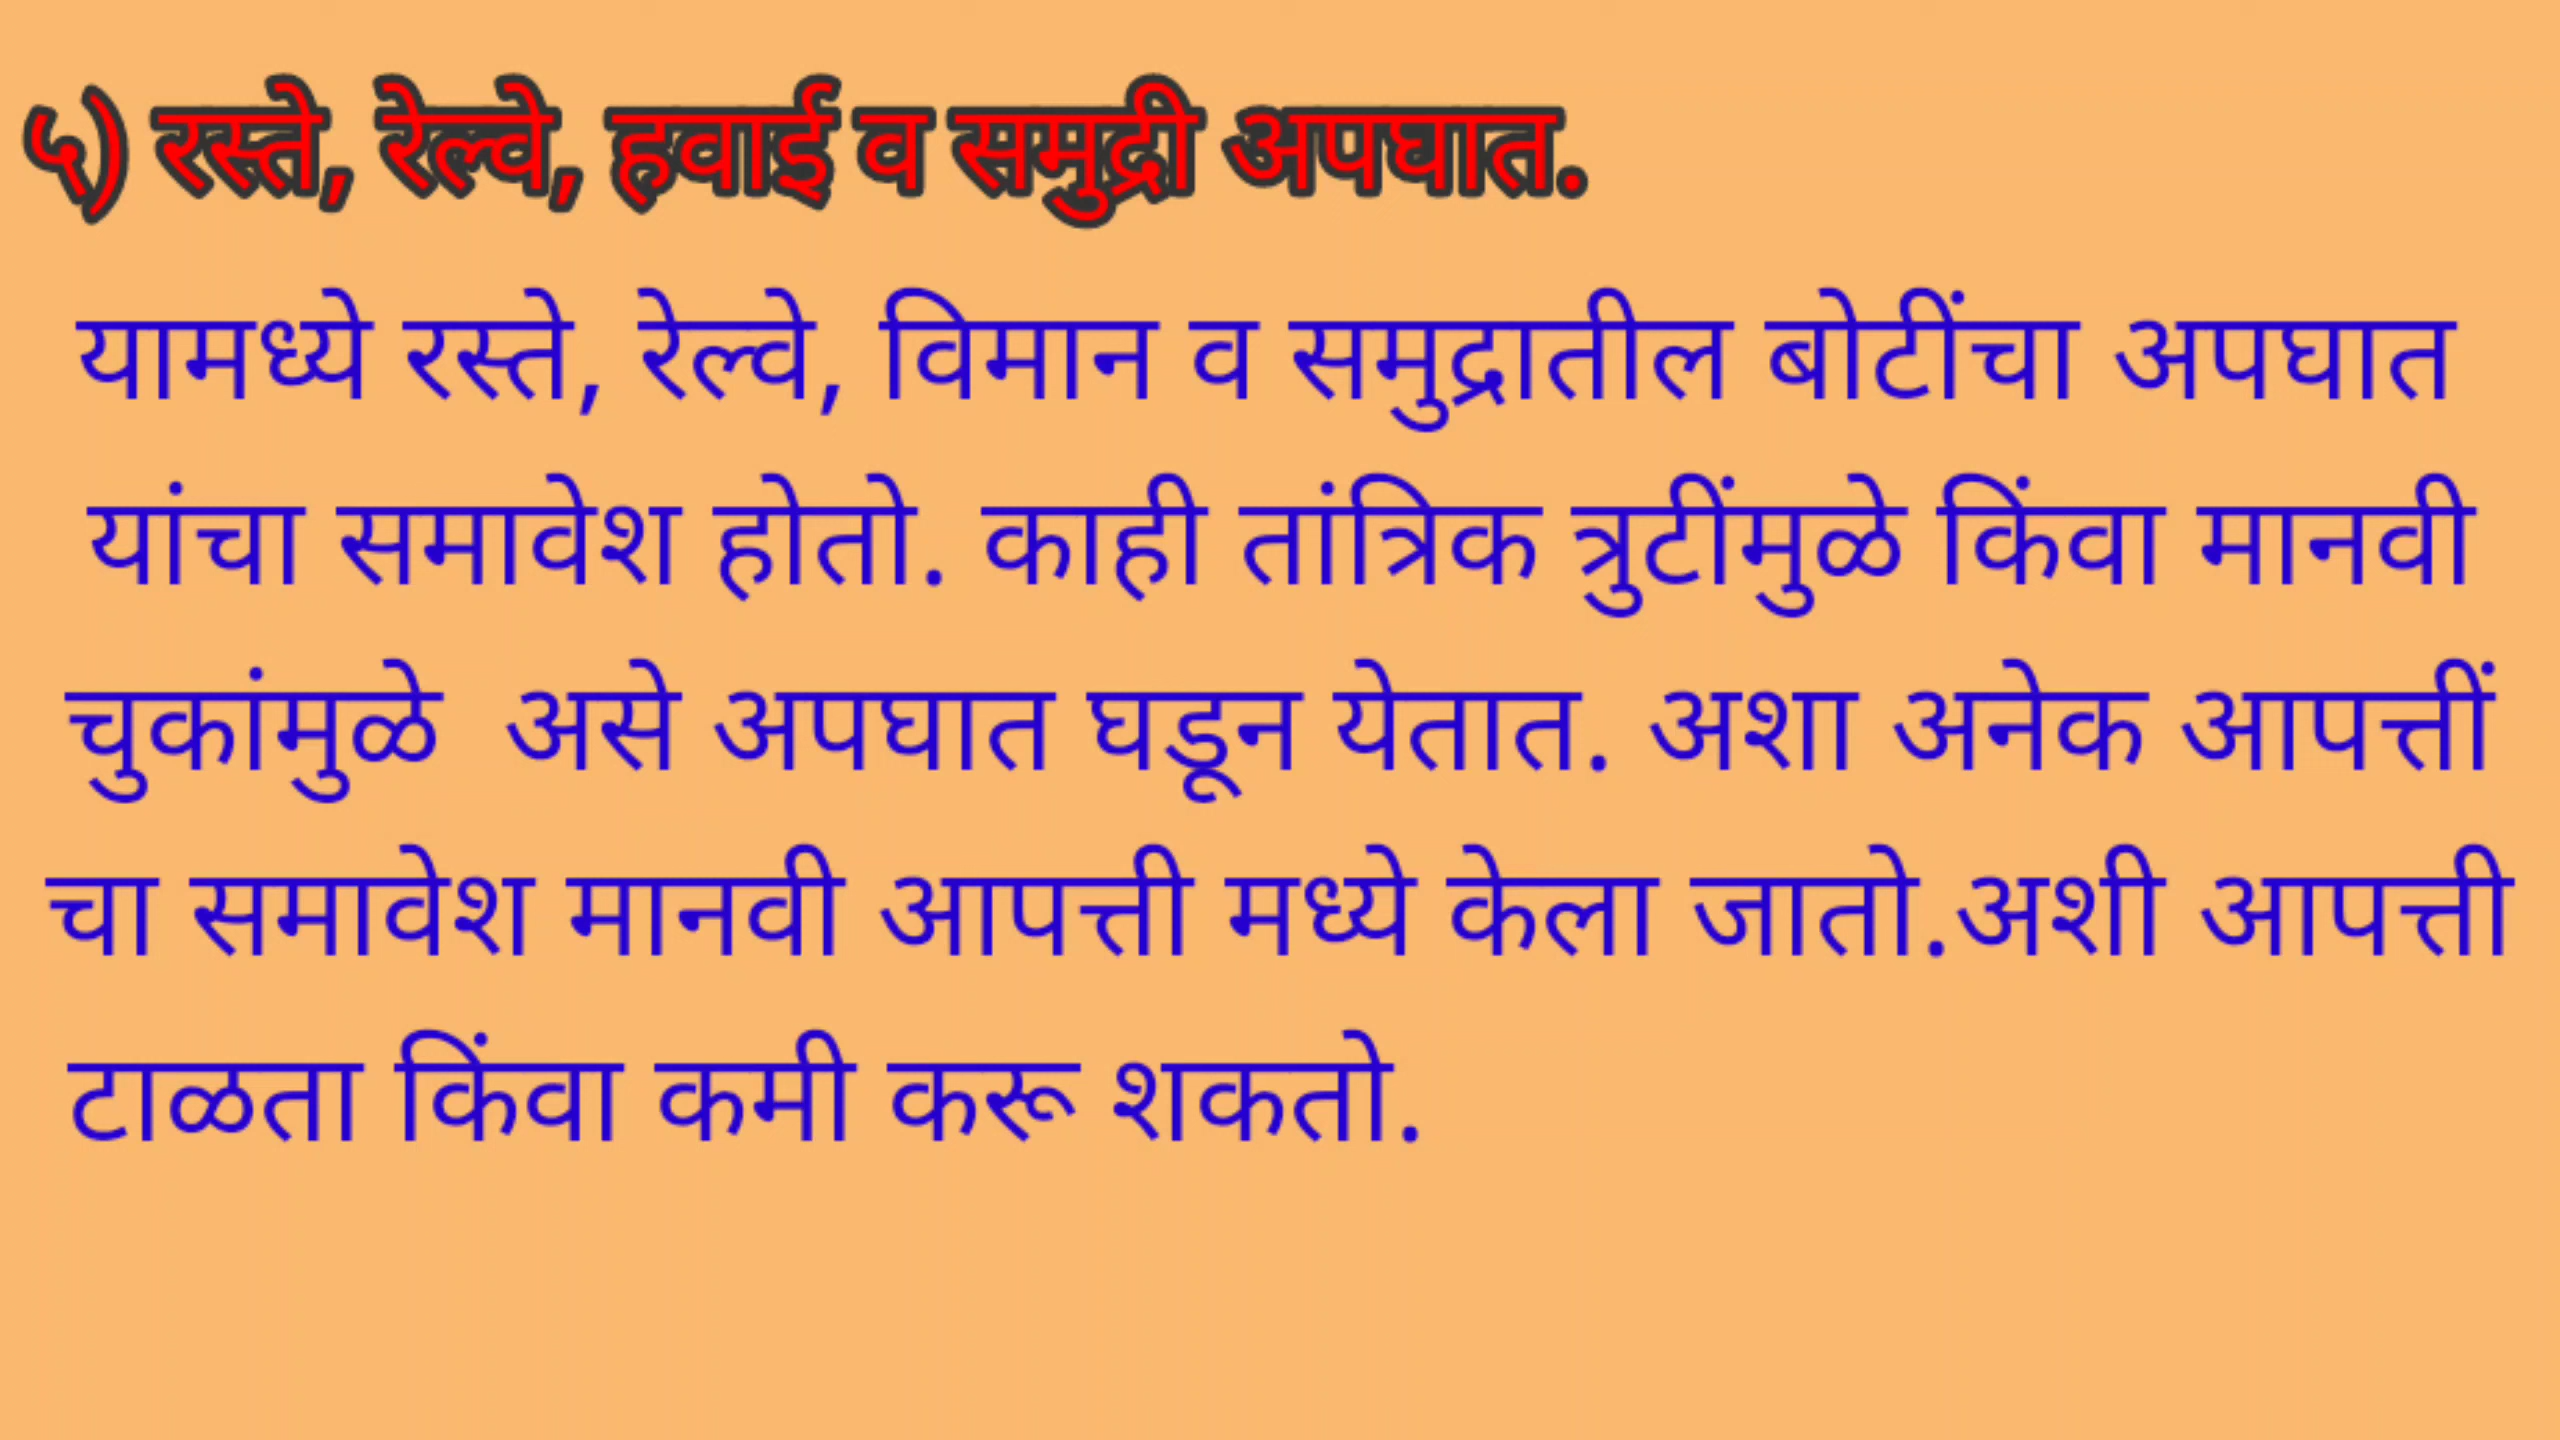 ५) रस्ते, रेल्वे, हवाई व समुद्री अपघात.
यामध्ये रस्ते, रेल्वे, विमान व समुद्रातील बोटींचा अपघात
यांचा समावेश होतो. काही तांत्रिक त्रुटींमुळे किंवा मानवी
चुकांमुळे  असे अपघात घडून येतात. अशा अनेक आपत्तीं
चा समावेश मानवी आपत्ती मध्ये केला जातो.अशी आपत्ती
टाळता किंवा कमी करू शकतो.